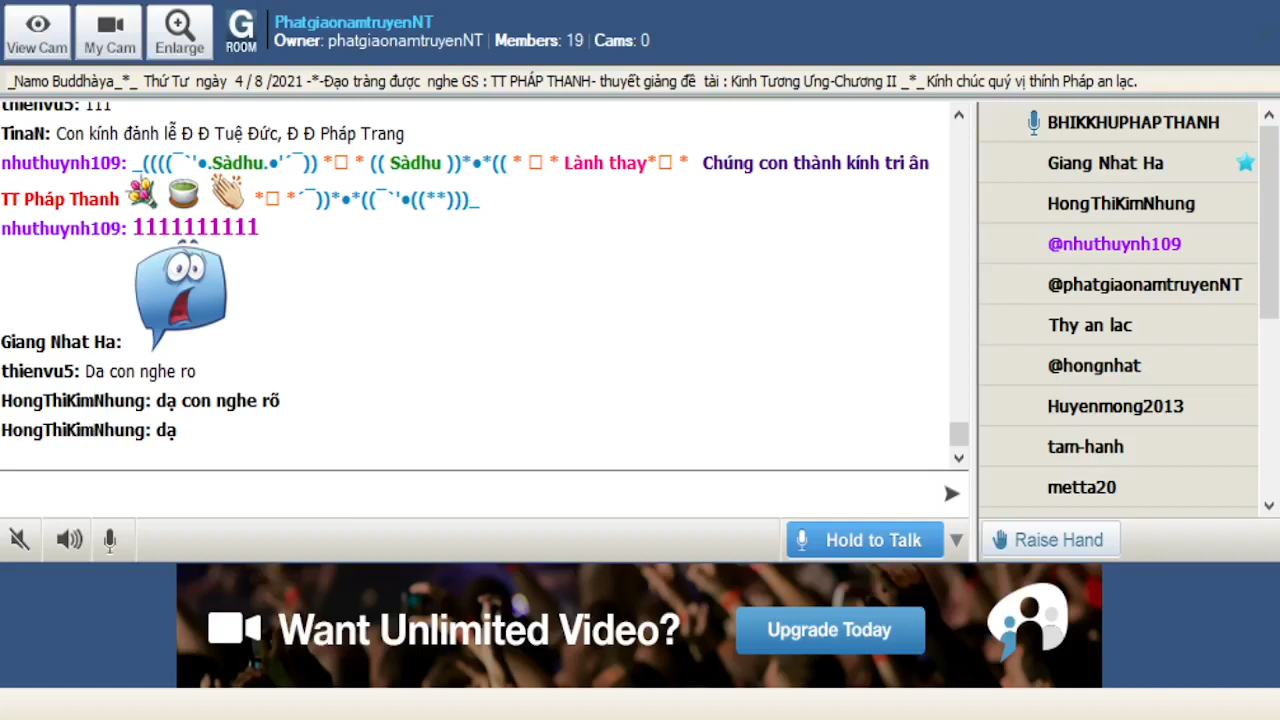 View Cam
My Cam
Enlarge
G
ROOM
PhatgiaonamtruyenNT
Owner: phatgiaonamtruyenNT | Members: 19 | Cams: 0
_Namo Buddhàya_*_ Thứ Tư ngày 4 / 8 /2021 -*-Đạo tràng được nghe GS : TT PHÁP THANH- thuyết giảng đề tài : Kinh Tương Ưng-Chương II _*_ Kính chúc quý vị thính Pháp an lạc.
thienvu5: 111
TinaN: Con kính đảnh lễ Đ Đ Tuệ Đức, Đ Đ Pháp Trang
nhuthuynh109: _((((¯`'●.Sàdhu.●'´¯)) *□ * (( Sàdhu ))*●*(( * □ * Lành thay*□ * Chúng con thành kính tri ân
TT Pháp Thanh *□ *´¯))*●*((¯`'●((**)))_
nhuthuynh109: 1111111111
Giang Nhat Ha:
thienvu5: Da con nghe ro
HongThiKimNhung: dạ con nghe rõ
HongThiKimNhung: dạ
BHIKKHUPHAPTHANH
Giang Nhat Ha
HongThiKimNhung
@nhuthuynh109
@phatgiaonamtruyenNT
Thy an lac
@hongnhat
Huyenmong2013
tam-hanh
metta20
Hold to Talk
Raise Hand
Want Unlimited Video?
Upgrade Today